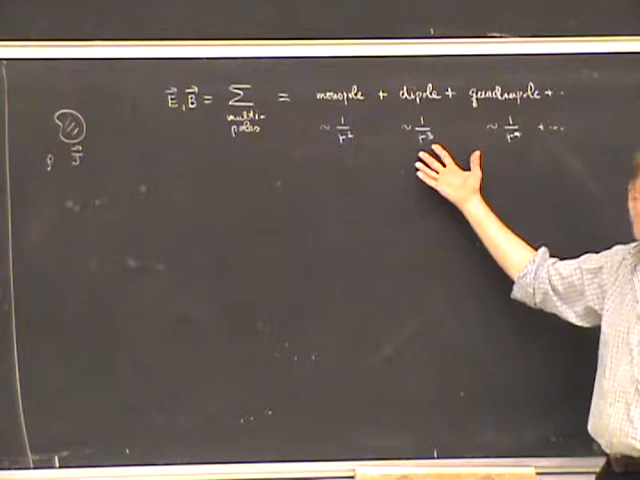 E⃗, B⃗ = ∑ = monopole + dipole + quadrupole + ..
multi-
poles
~ 1/r² ~ 1/r³ ~ 1/r⁴ + ...
ρ J⃗